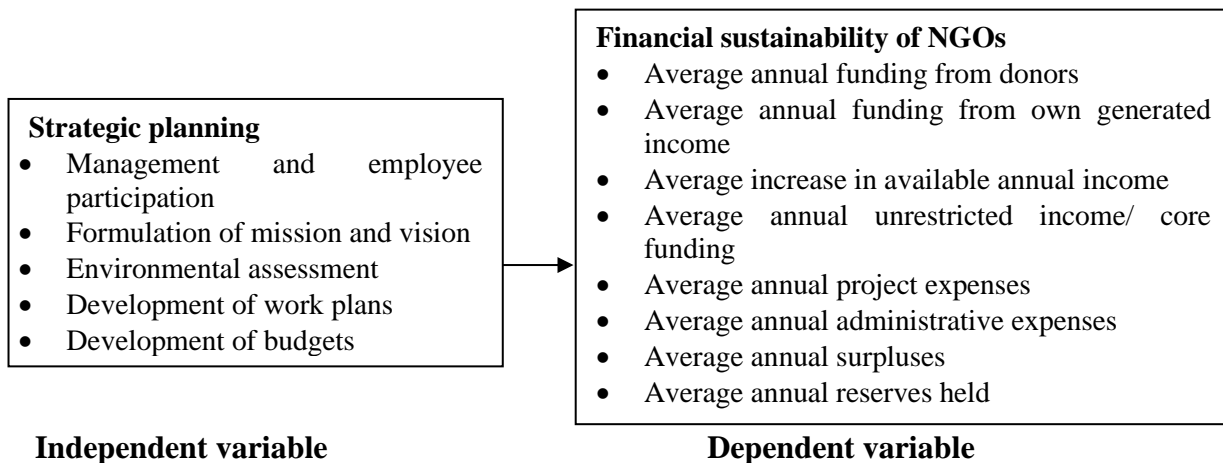 Strategic planning
• Management and employee
participation
• Formulation of mission and vision
• Environmental assessment
• Development of work plans
• Development of budgets
Financial sustainability of NGOs
• Average annual funding from donors
• Average annual funding from own generated
income
• Average increase in available annual income
• Average annual unrestricted income/ core
funding
• Average annual project expenses
• Average annual administrative expenses
• Average annual surpluses
• Average annual reserves held
Independent variable
Dependent variable